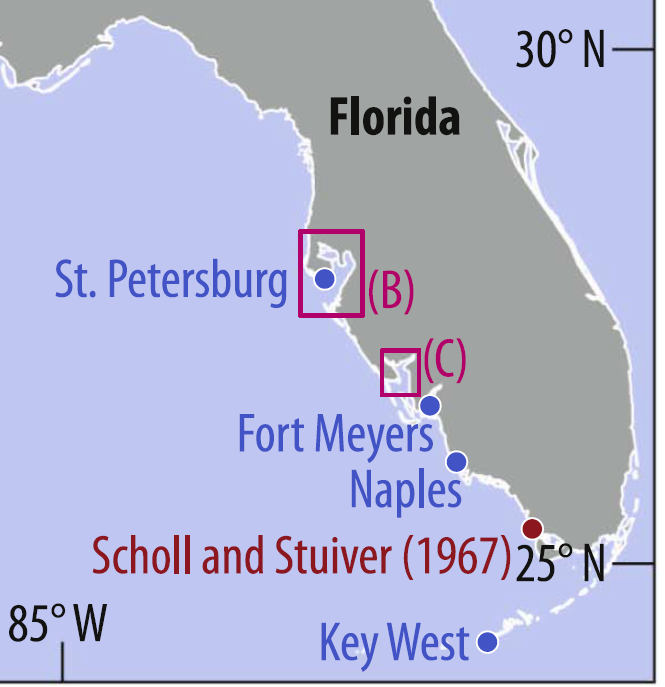 30° N
Florida
St. Petersburg
(B)
(C)
Fort Meyers
Naples
Scholl and Stuiver (1967)
25° N
85° W
Key West